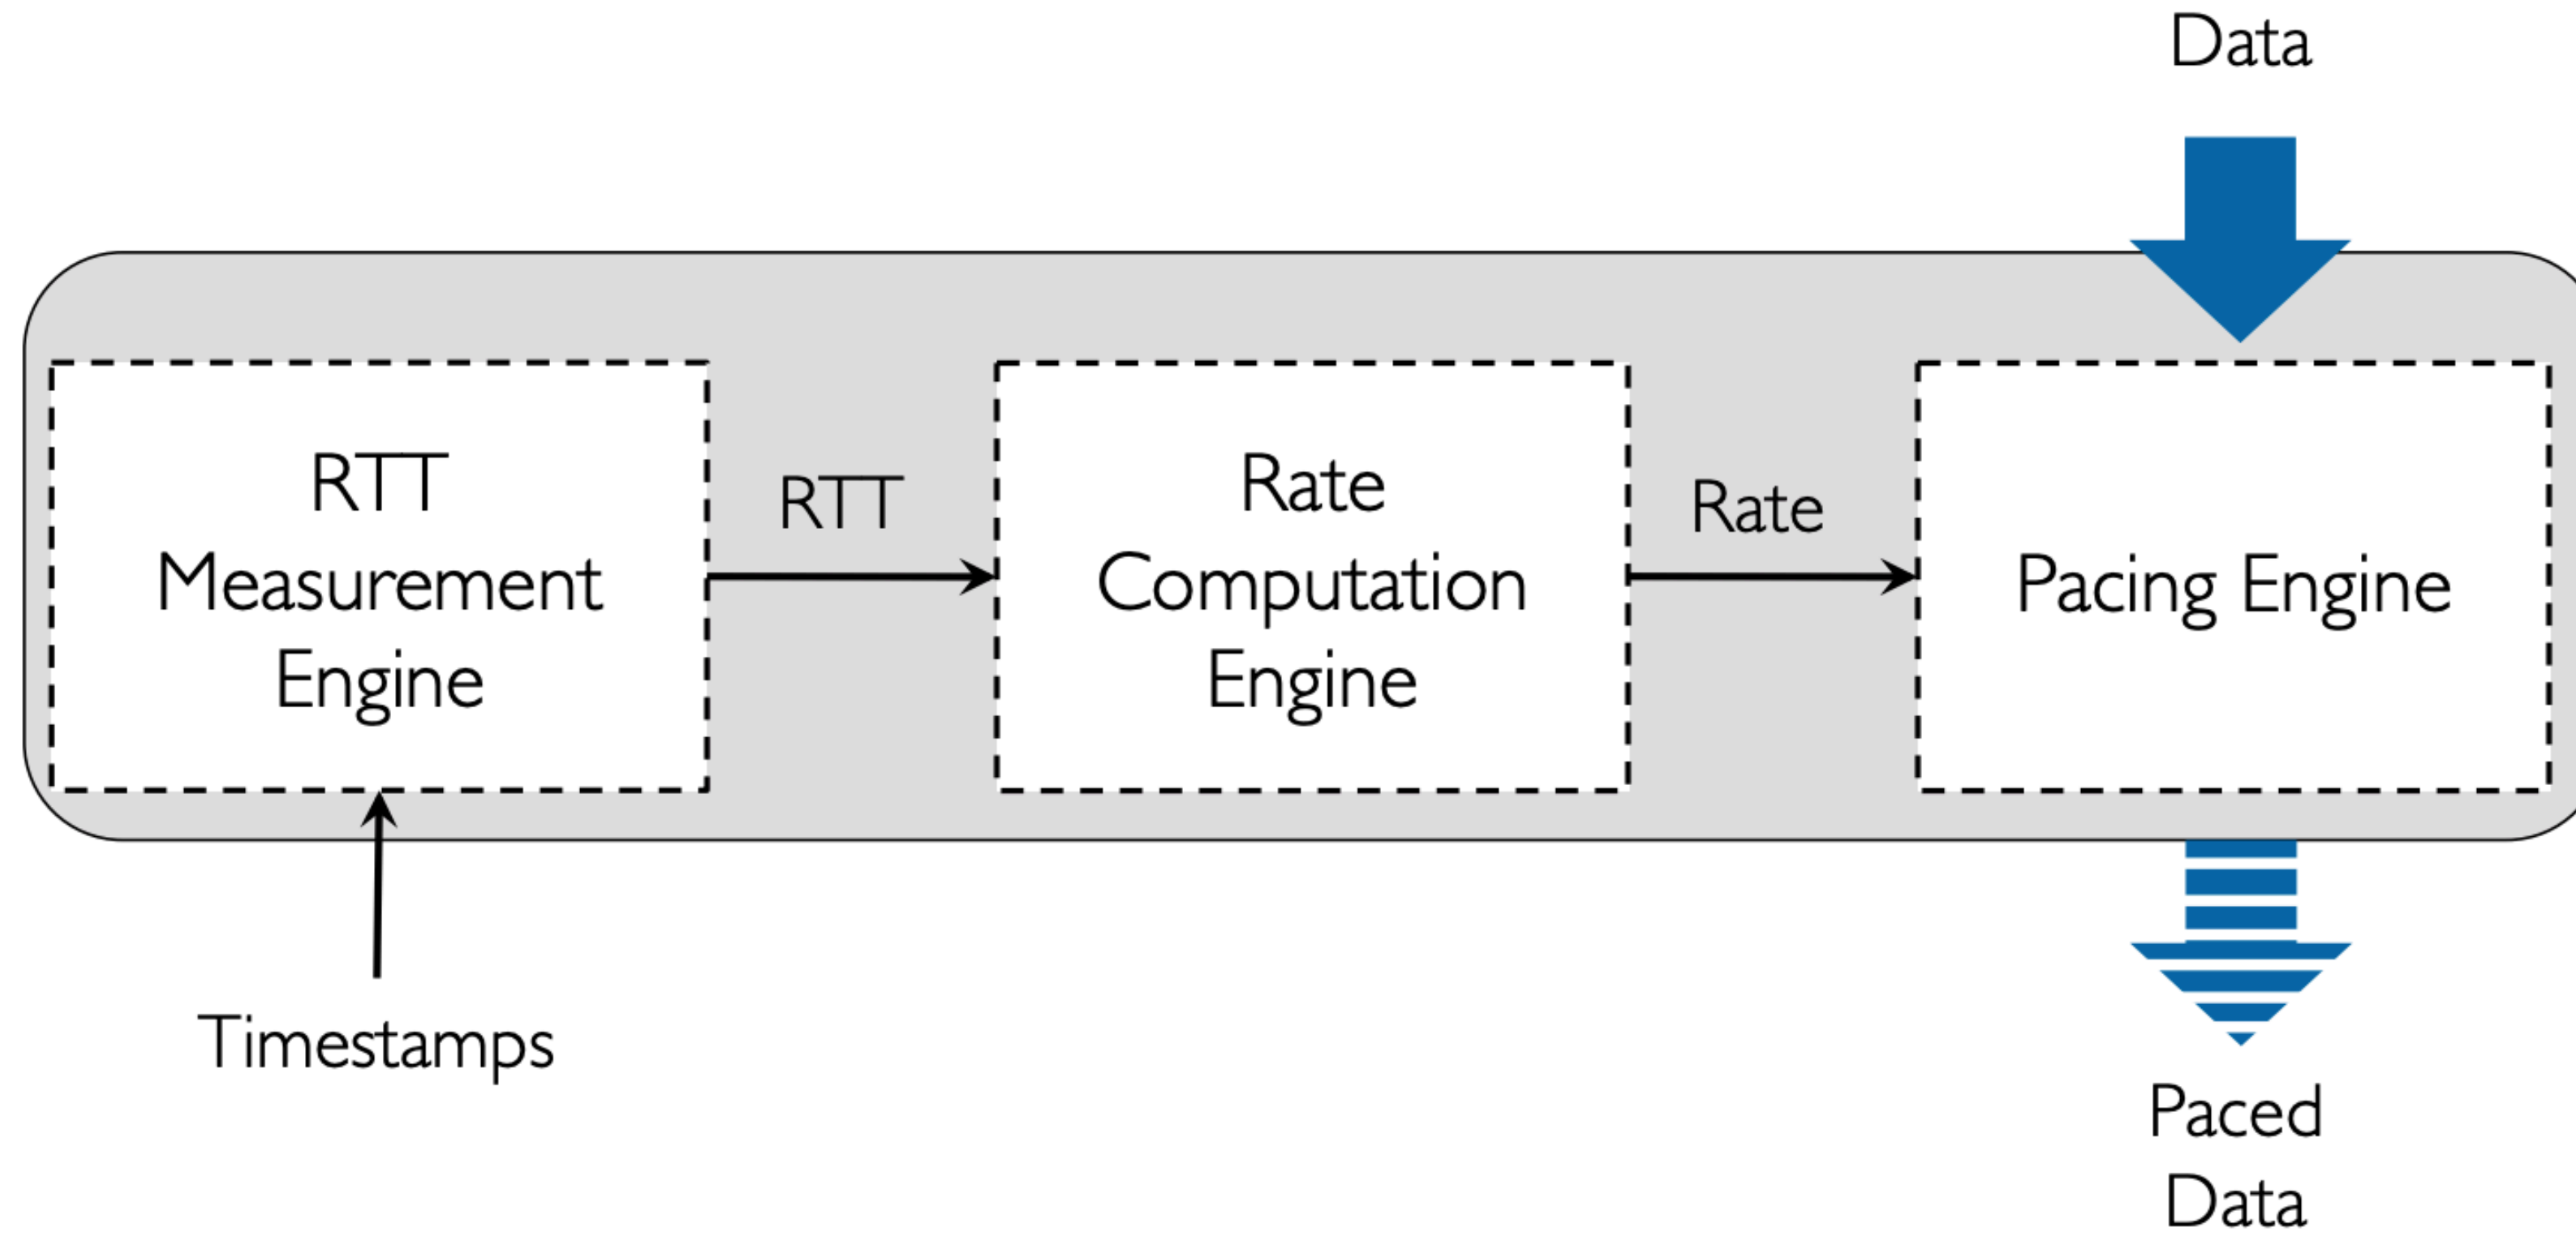 Data
RTT
Measurement
Engine
RTT
Rate
Computation
Engine
Rate
Pacing Engine
Timestamps
Paced
Data